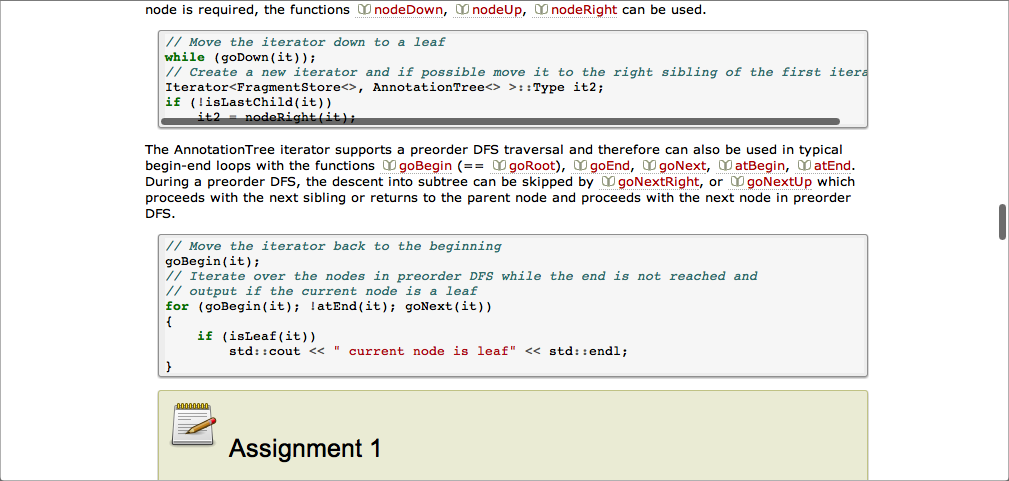 node is required, the functions nodeDown, nodeUp, nodeRight can be used.
// Move the iterator down to a leaf
while (goDown(it));
// Create a new iterator and if possible move it to the right sibling of the first itera
Iterator<FragmentStore<>, AnnotationTree<> >::Type it2;
if (!isLastChild(it))
    it2 = nodeRight(it);
The AnnotationTree iterator supports a preorder DFS traversal and therefore can also be used in typical
begin-end loops with the functions goBegin (== goRoot), goEnd, goNext, atBegin, atEnd.
During a preorder DFS, the descent into subtree can be skipped by goNextRight, or goNextUp which
proceeds with the next sibling or returns to the parent node and proceeds with the next node in preorder
DFS.
// Move the iterator back to the beginning
goBegin(it);
// Iterate over the nodes in preorder DFS while the end is not reached and
// output if the current node is a leaf
for (goBegin(it); !atEnd(it); goNext(it))
{
    if (isLeaf(it))
        std::cout << " current node is leaf" << std::endl;
}
Assignment 1